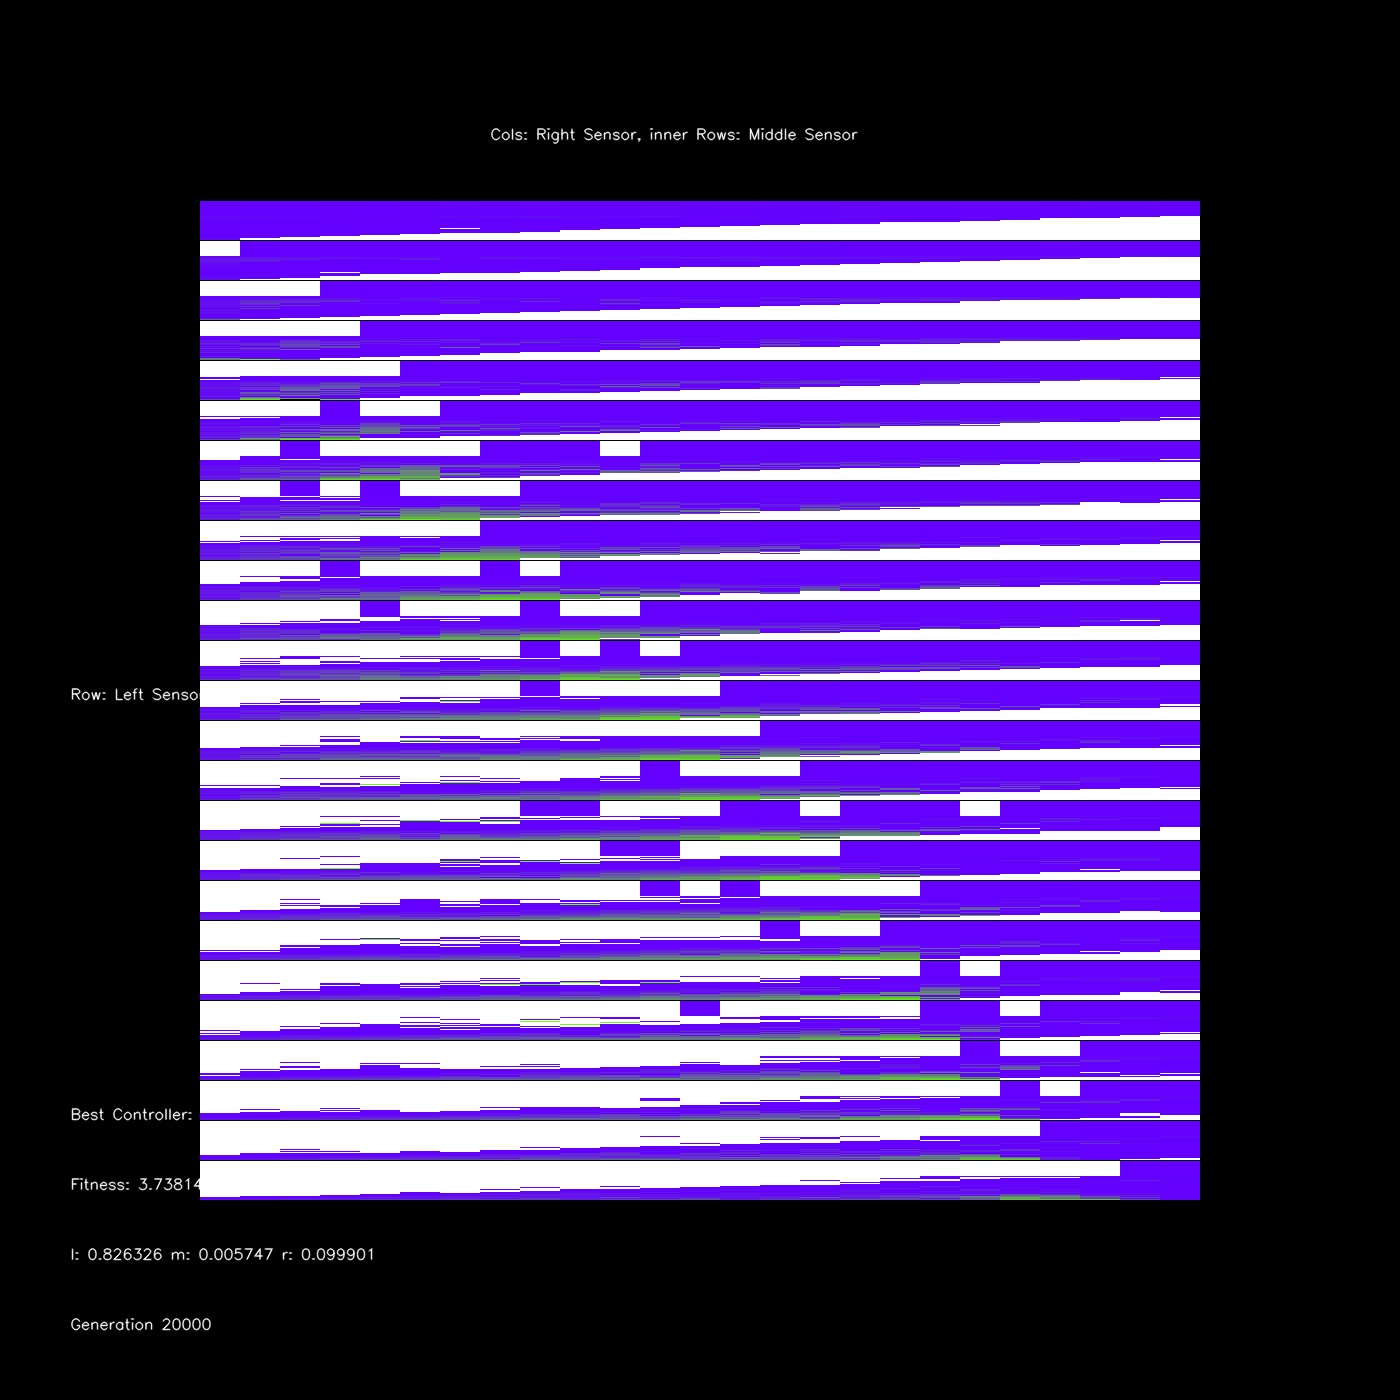 Cols: Right Sensor, inner Rows: Middle Sensor
Row: Left Senso
Best Controller:
Fitness: 3.73814
l: 0.826326 m: 0.005747 r: 0.099901
Generation 20000